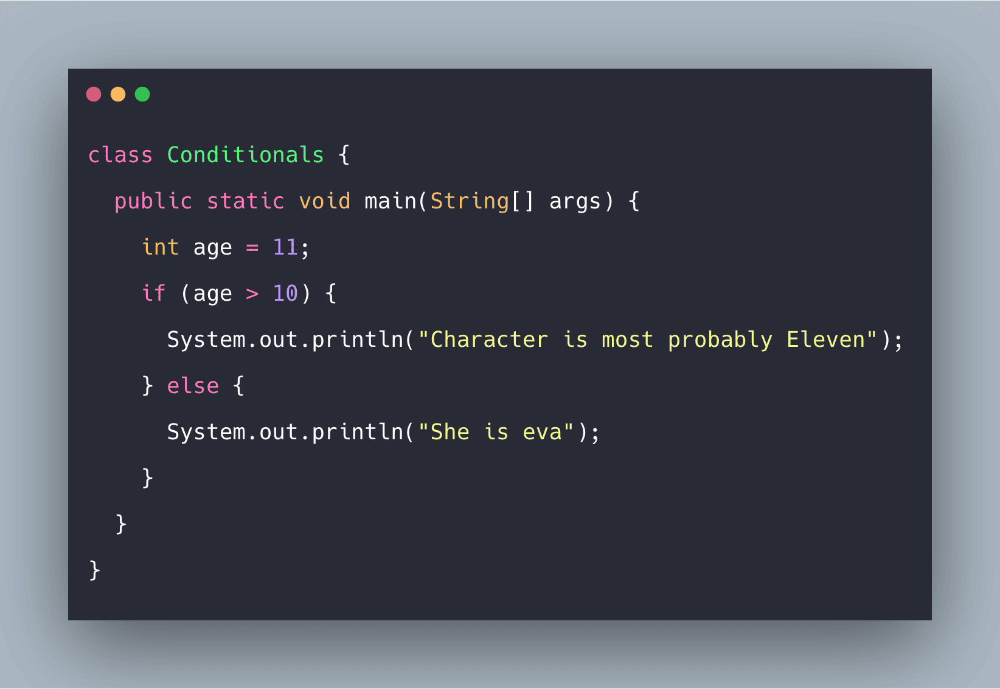 class Conditionals {
  public static void main(String[] args) {
    int age = 11;
    if (age > 10) {
      System.out.println("Character is most probably Eleven");
    } else {
      System.out.println("She is eva");
    }
  }
}